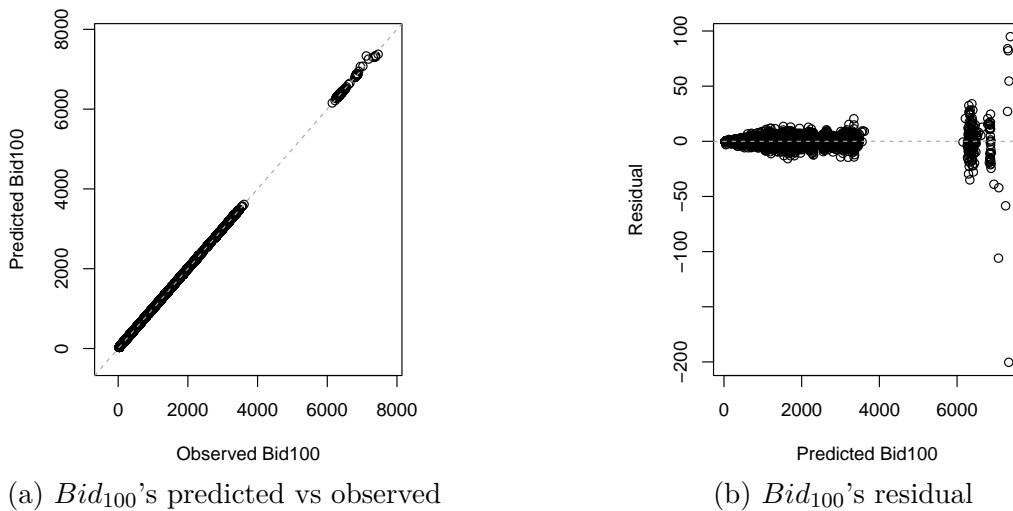 Predicted Bid100
8000
6000
4000
2000
0
0 2000 4000 6000 8000
Observed Bid100
(a) Bid100's predicted vs observed
Residual
100
50
0
−50
−100
−200
0 2000 4000 6000
Predicted Bid100
(b) Bid100's residual